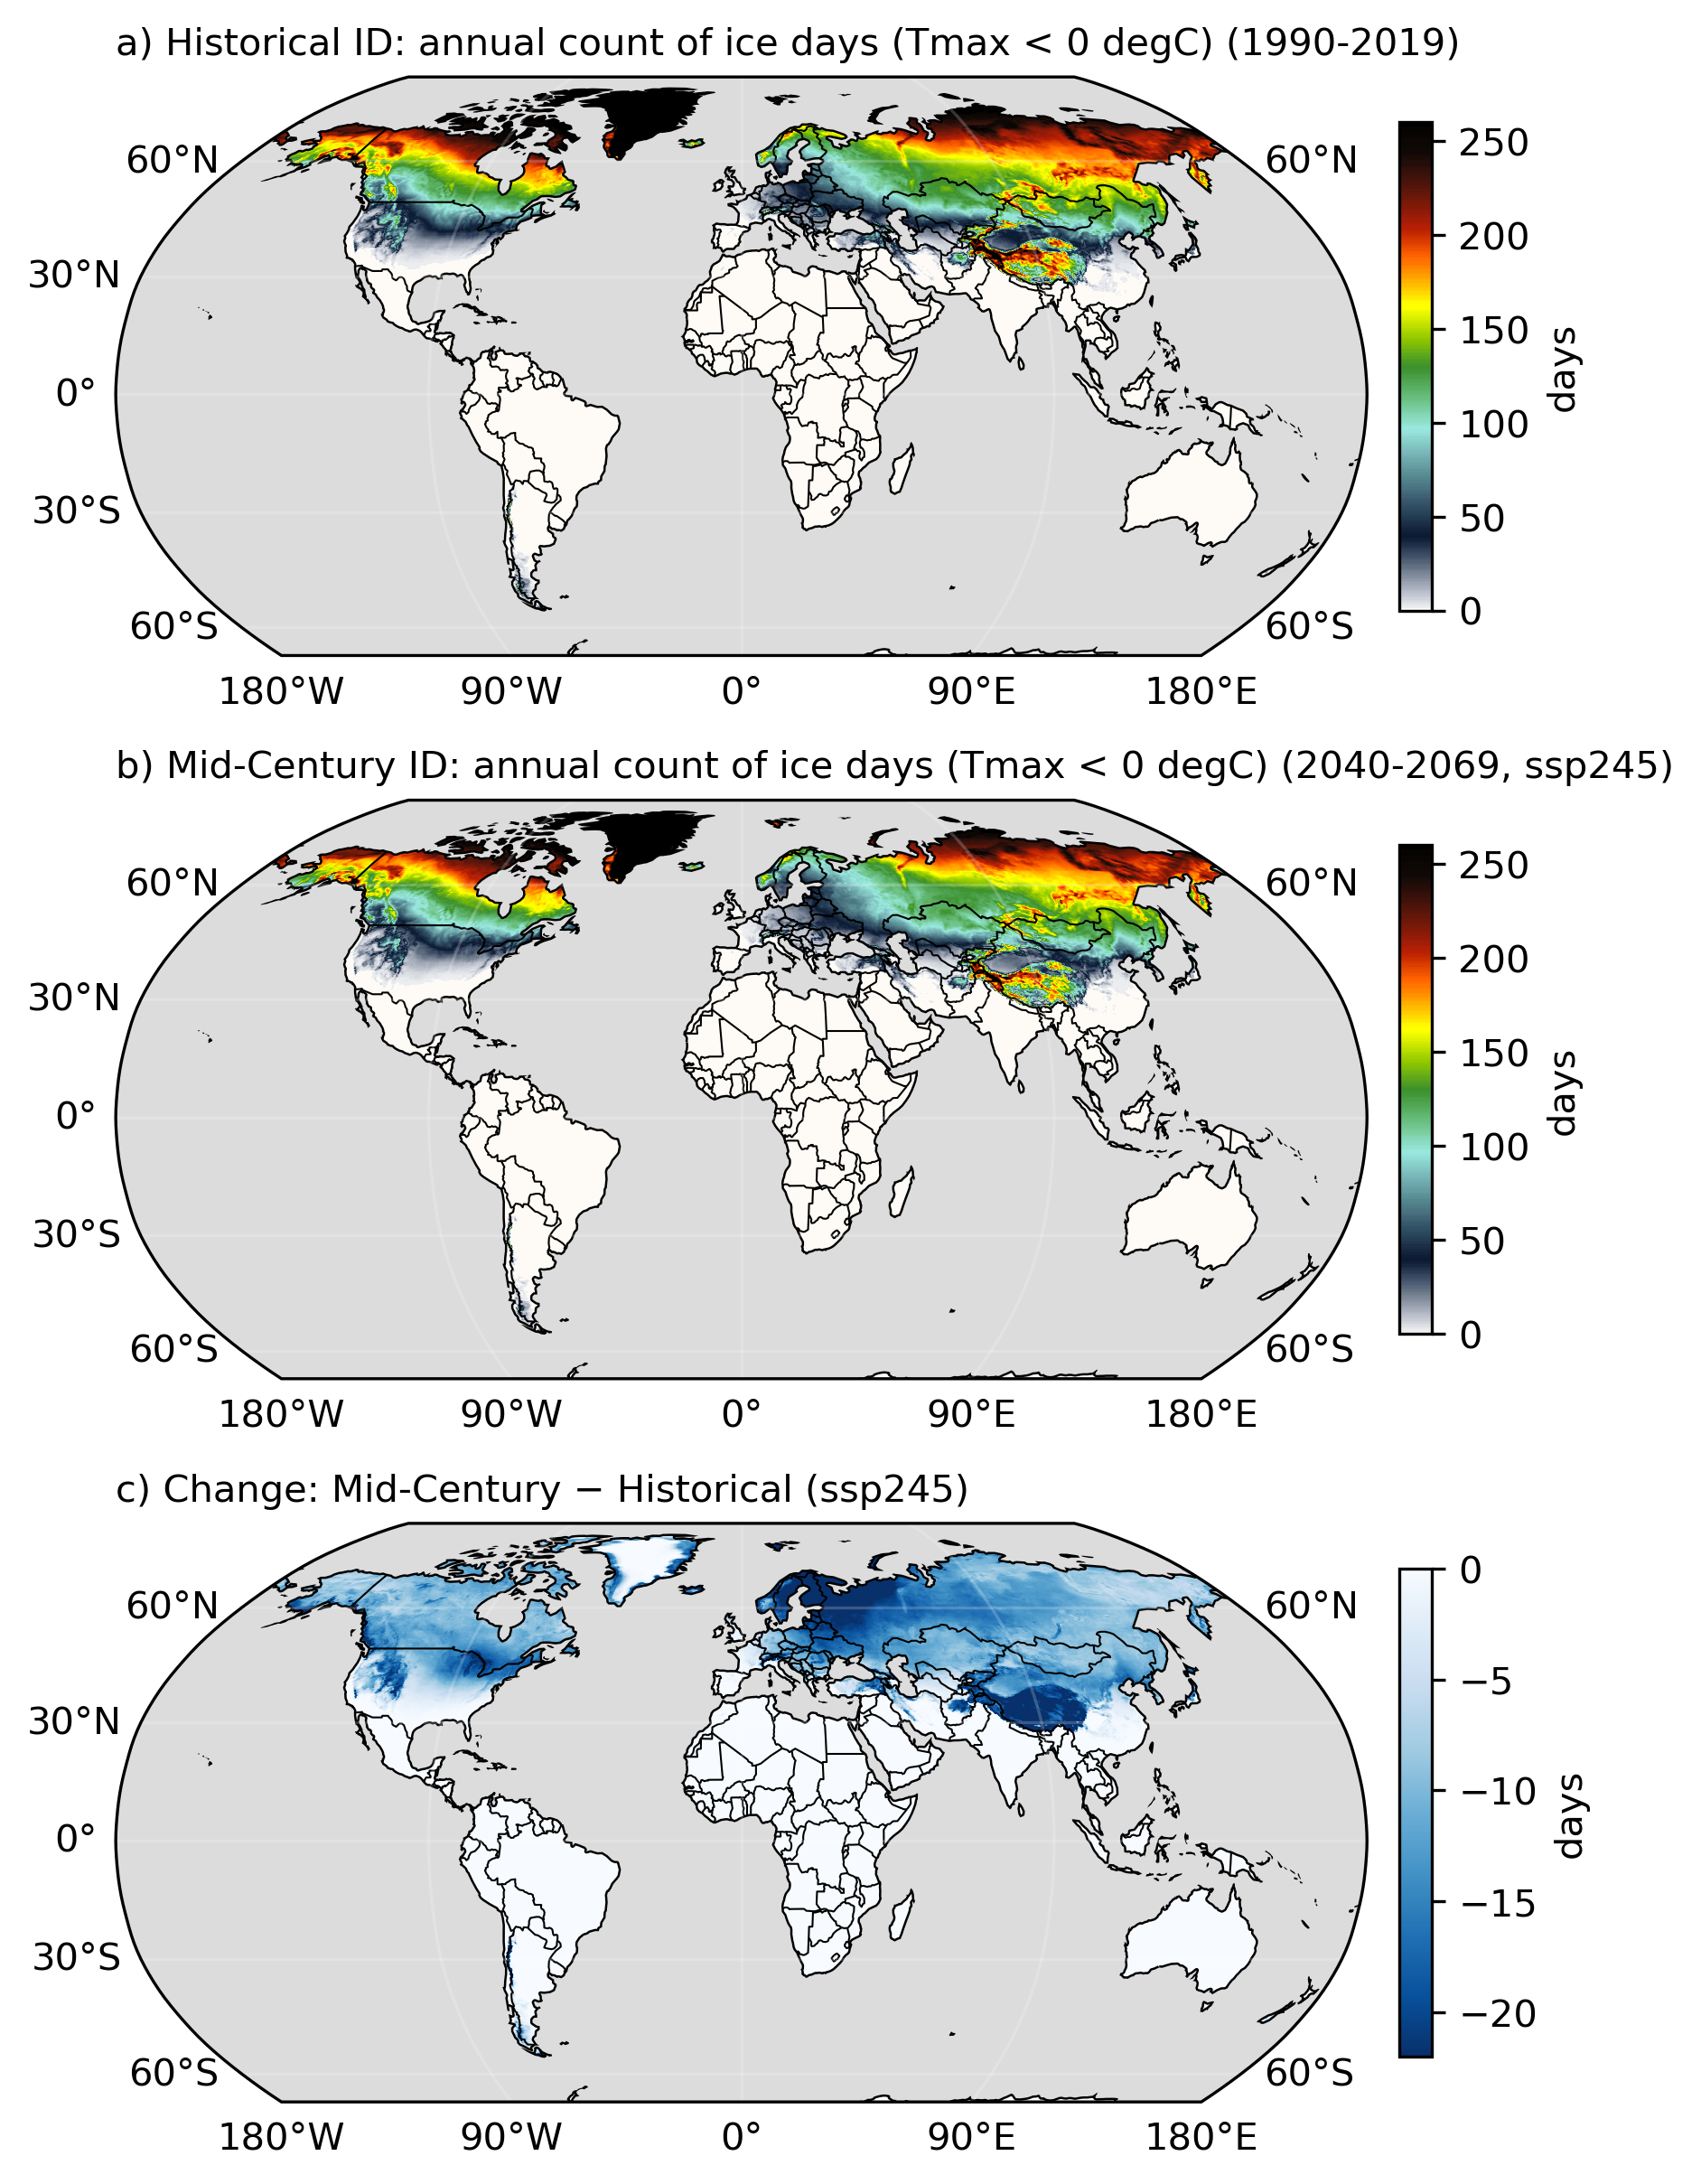 a) Historical ID: annual count of ice days (Tmax < 0 degC) (1990-2019)
60°N 60°N
30°N
0°
30°S
60°S 60°S
180°W 90°W 0° 90°E 180°E
250
200
150
100
50
0
days
b) Mid-Century ID: annual count of ice days (Tmax < 0 degC) (2040-2069, ssp245)
60°N 60°N
30°N
0°
30°S
60°S 60°S
180°W 90°W 0° 90°E 180°E
250
200
150
100
50
0
days
c) Change: Mid-Century − Historical (ssp245)
60°N 60°N
30°N
0°
30°S
60°S 60°S
180°W 90°W 0° 90°E 180°E
0
−5
−10
−15
−20
days